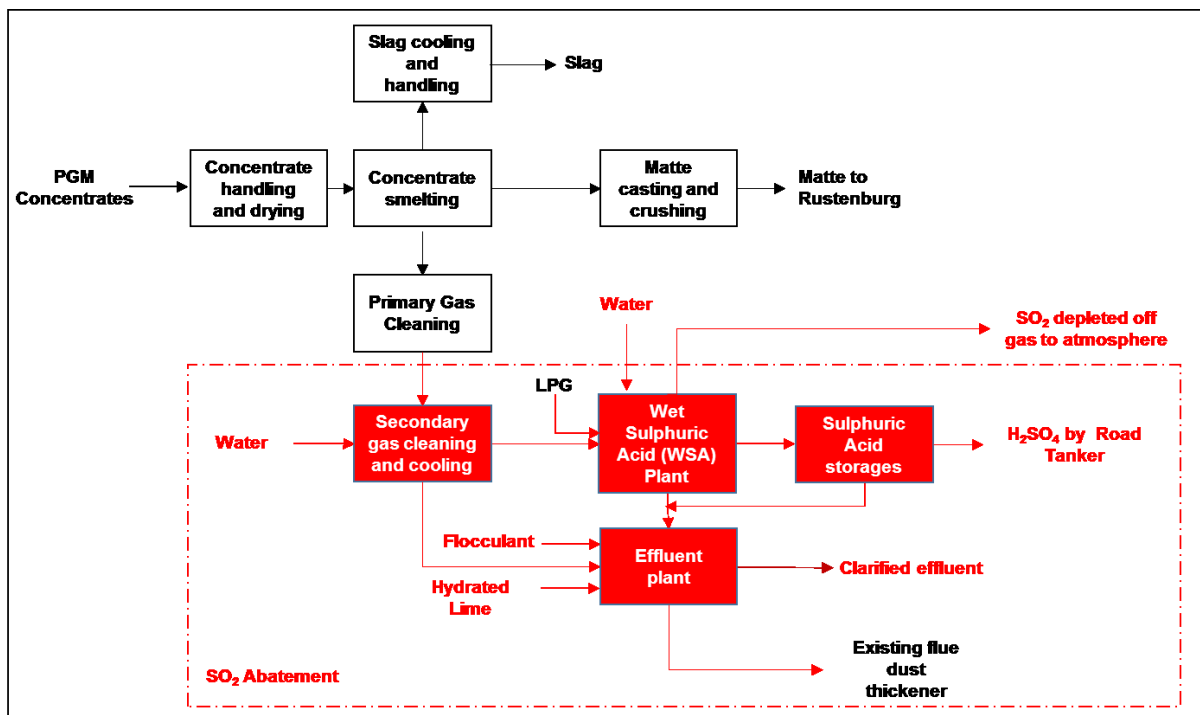 Slag cooling
and
handling
Slag
PGM
Concentrates
Concentrate
handling
and drying
Concentrate
smelting
Matte
casting and
crushing
Matte to
Rustenburg
Primary Gas
Cleaning
Water
SO₂ depleted off
gas to atmosphere
LPG
Water
Secondary
gas cleaning
and cooling
Wet
Sulphuric
Acid (WSA)
Plant
Sulphuric
Acid
storages
H₂SO₄ by Road
Tanker
Flocculant
Hydrated
Lime
Effluent
plant
Clarified effluent
SO₂ Abatement
Existing flue
dust
thickener